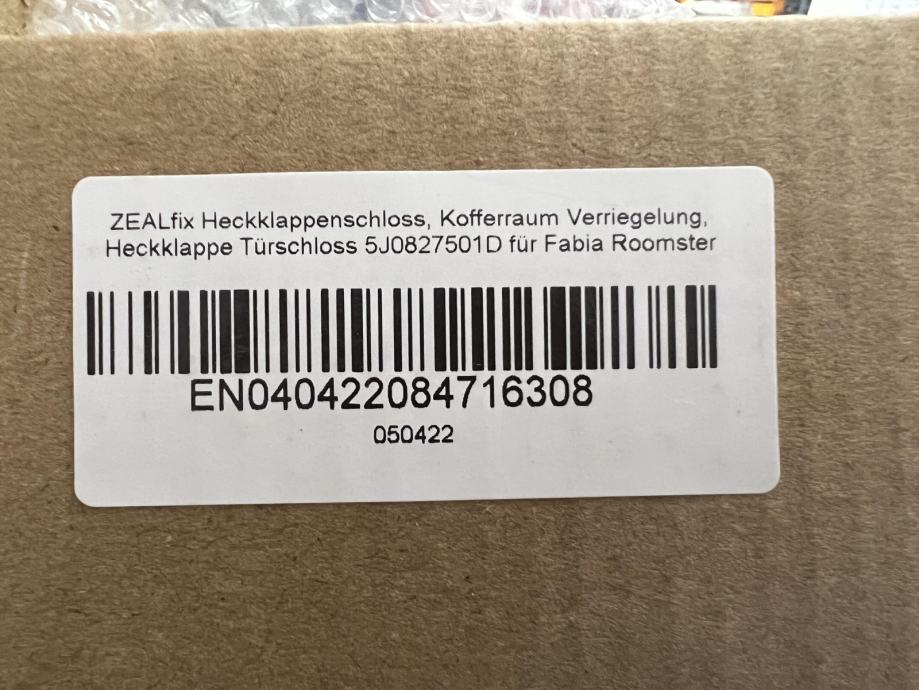 ZEALfix Heckklappenschloss, Kofferraum Verriegelung,
Heckklappe Türschloss 5J0827501D für Fabia Roomster
EN040422084716308
050422